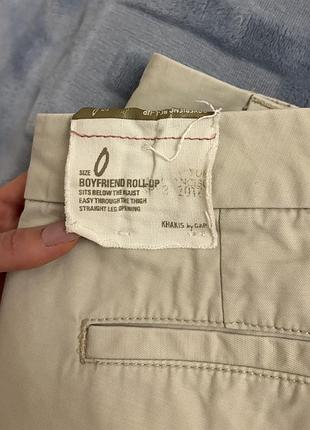 SIZE 0
BOYFRIEND ROLL-UP
SITS BELOW THE WAIST
EASY THROUGH THE THIGH
STRAIGHT LEG OPENING
KHAKIS by GAP